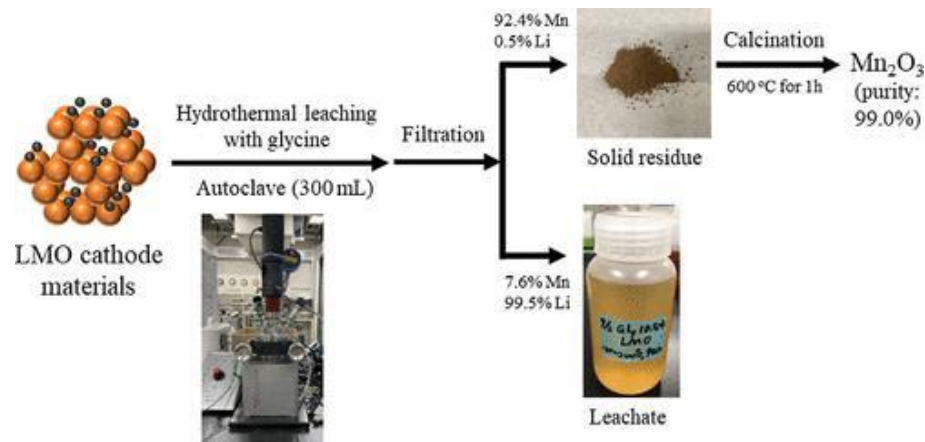 LMO cathode
materials
Hydrothermal leaching
with glycine
Autoclave (300 mL)
Filtration
92.4% Mn
0.5% Li
Solid residue
Calcination
600 °C for 1h
Mn₂O₃
(purity:
99.0%)
7.6% Mn
99.5% Li
LMO
Leachate